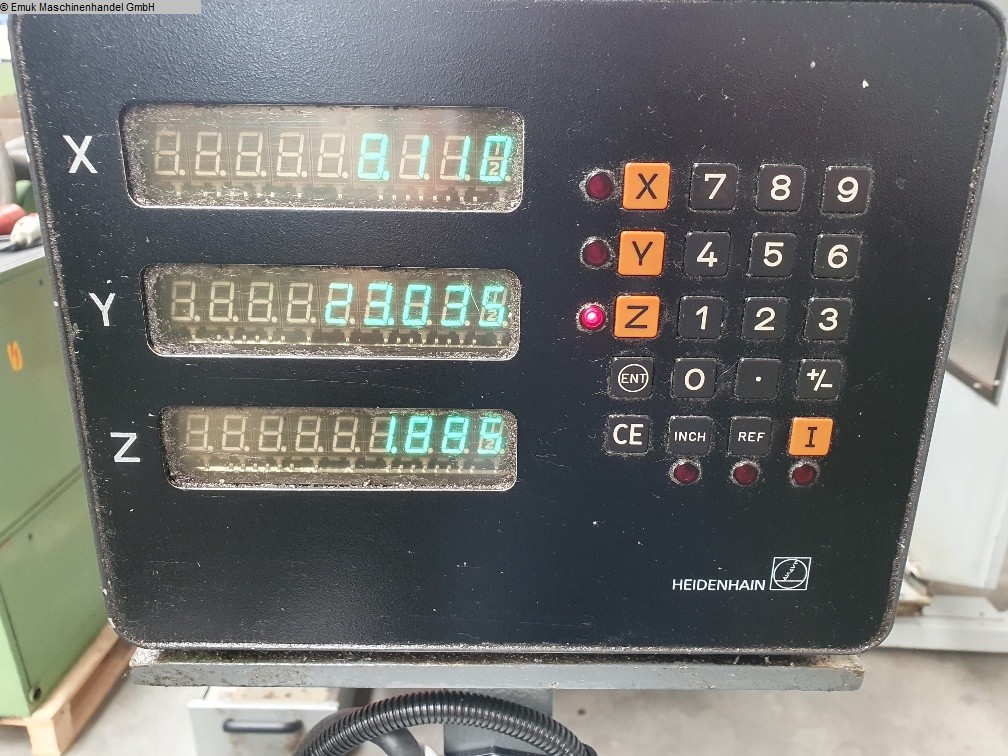 © Emuk Maschinenhandel GmbH
X 8.110
Y 23.035
Z 1.885
X 7 8 9
Y 4 5 6
Z 1 2 3
ENT 0 . +/-
CE INCH REF I
HEIDENHAIN